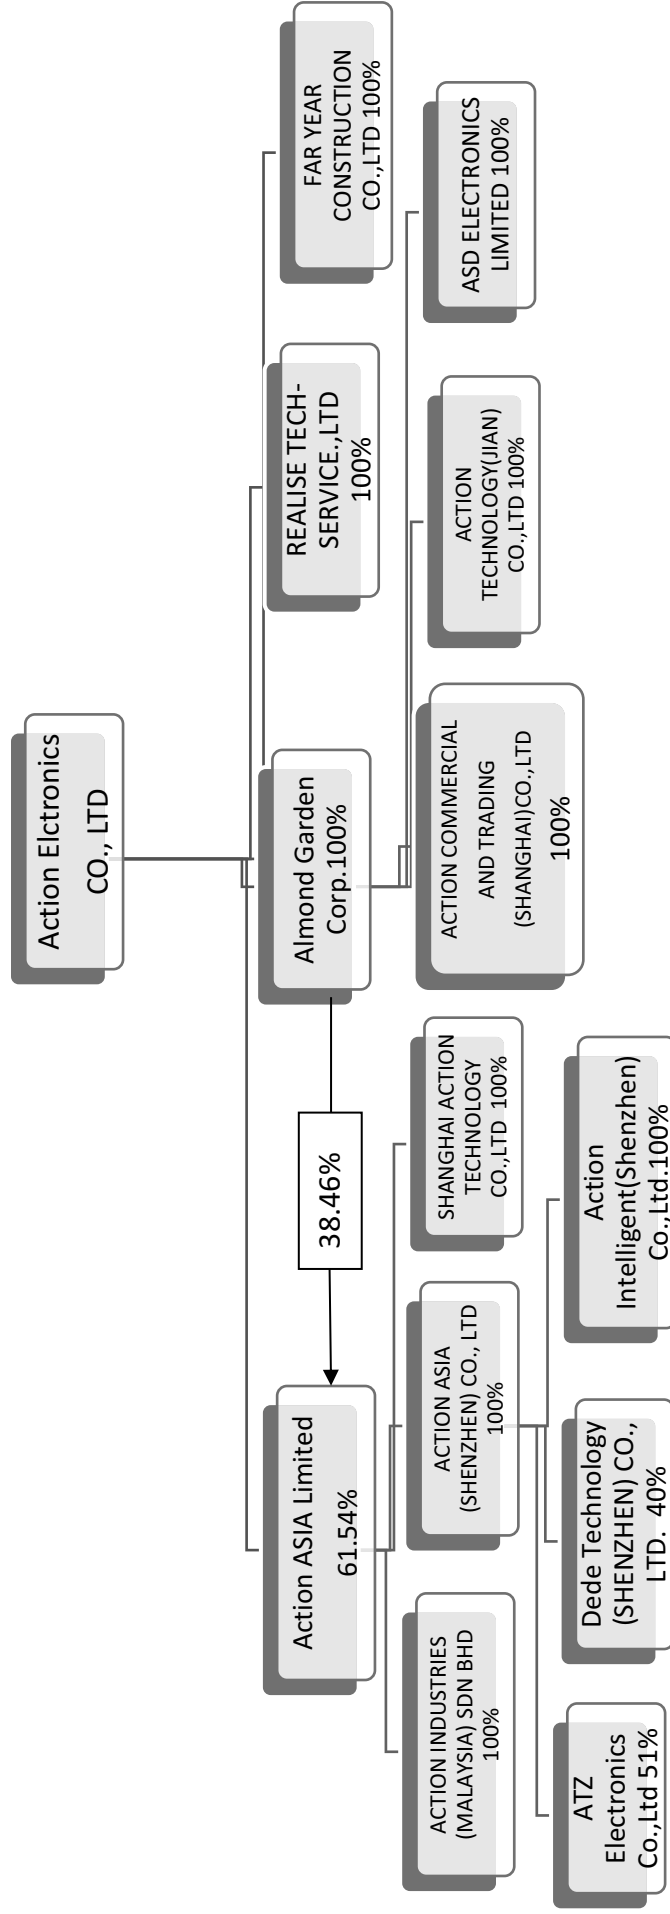 Action Elctronics
CO., LTD
Action ASIA Limited
61.54%
38.46%
Almond Garden
Corp.100%
REALISE TECH-
SERVICE.,LTD
100%
FAR YEAR
CONSTRUCTION
CO.,LTD 100%
ACTION INDUSTRIES
(MALAYSIA) SDN BHD
100%
ACTION ASIA
(SHENZHEN) CO., LTD
100%
SHANGHAI ACTION
TECHNOLOGY
CO.,LTD 100%
ACTION COMMERCIAL
AND TRADING
(SHANGHAI)CO.,LTD
100%
ACTION
TECHNOLOGY(JIAN)
CO.,LTD 100%
ASD ELECTRONICS
LIMITED 100%
ATZ
Electronics
Co.,Ltd 51%
Dede Technology
(SHENZHEN) CO.,
LTD. 40%
Action
Intelligent(Shenzhen)
Co.,Ltd.100%